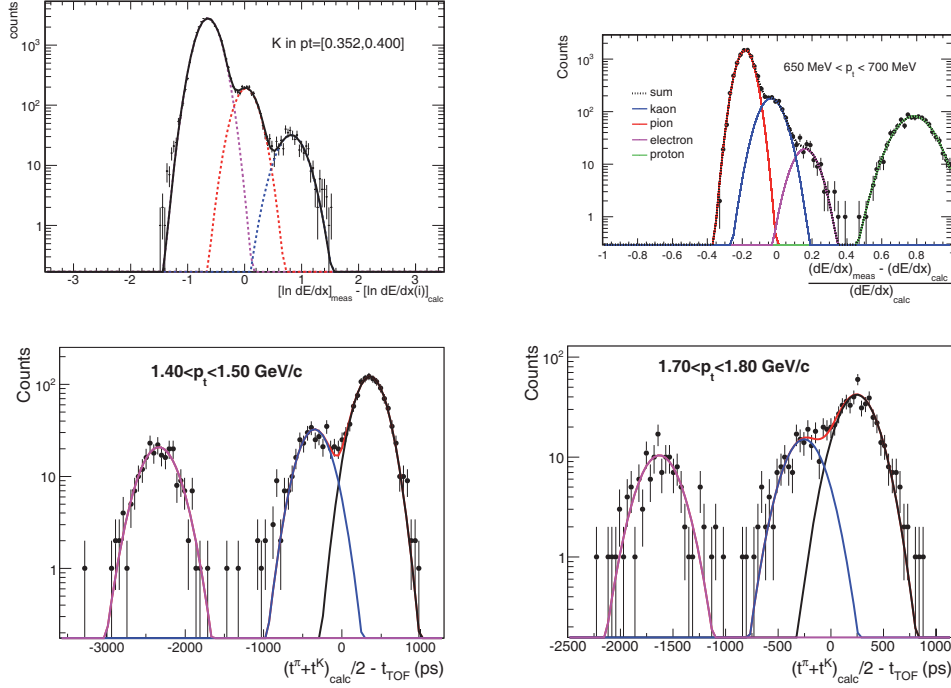 counts
10³
10²
10
1
K in pt=[0.352,0.400]
-3 -2 -1 0 1 2 3
[ln dE/dx]meas - [ln dE/dx(i)]calc
Counts
10³
10²
10
1
650 MeV < pt < 700 MeV
sum
kaon
pion
electron
proton
-1 -0.8 -0.6 -0.4 -0.2 0 0.2 0.4 0.6 0.8 1
(dE/dx)meas - (dE/dx)calc
(dE/dx)calc
Counts
10²
10
1
1.40<pt<1.50 GeV/c
-3000 -2000 -1000 0 1000
(tπ+tK)calc/2 - tTOF (ps)
Counts
10²
10
1
1.70<pt<1.80 GeV/c
-2500 -2000 -1500 -1000 -500 0 500 1000
(tπ+tK)calc/2 - tTOF (ps)